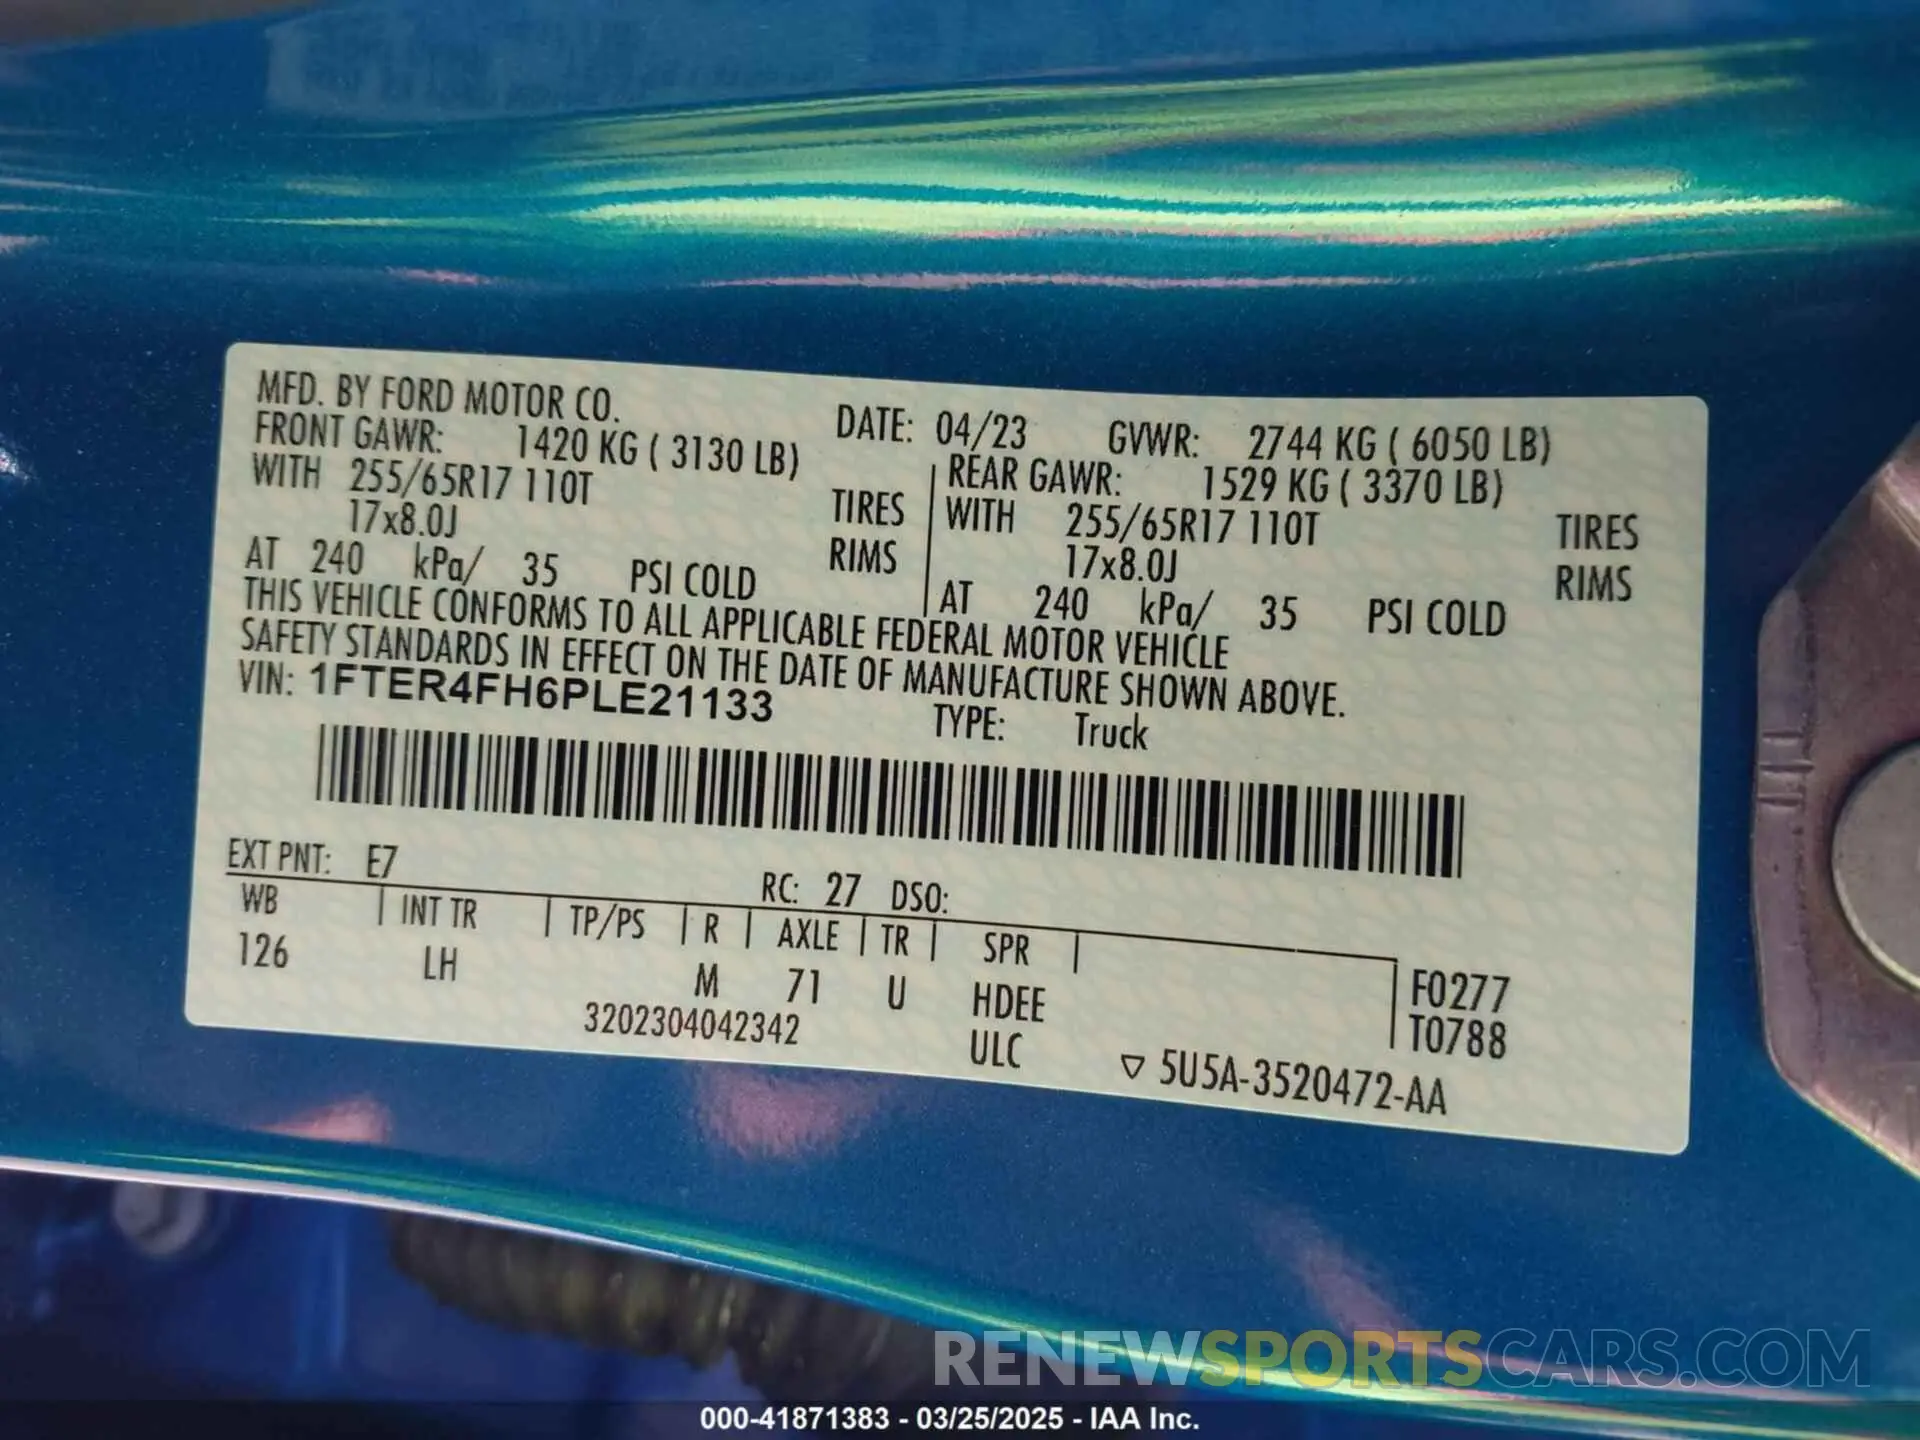 MFD. BY FORD MOTOR CO.
DATE: 04/23 GVWR: 2744 KG ( 6050 LB)
FRONT GAWR: 1420 KG ( 3130 LB)
WITH 255/65R17 110T TIRES
17x8.0J RIMS
AT 240 kPa/ 35 PSI COLD
REAR GAWR: 1529 KG ( 3370 LB)
WITH 255/65R17 110T TIRES
17x8.0J RIMS
AT 240 kPa/ 35 PSI COLD
THIS VEHICLE CONFORMS TO ALL APPLICABLE FEDERAL MOTOR VEHICLE
SAFETY STANDARDS IN EFFECT ON THE DATE OF MANUFACTURE SHOWN ABOVE.
VIN: 1FTER4FH6PLE21133
TYPE: Truck
EXT PNT: E7 RC: 27 DSO:
WB | INT TR | TP/PS | R | AXLE | TR | SPR |
126 LH M 71 U HDEE F0277
3202304042342 ULC T0788
▽ 5U5A-3520472-AA
RENEWSPORTSCARS.COM
000-41871383 - 03/25/2025 - IAA Inc.